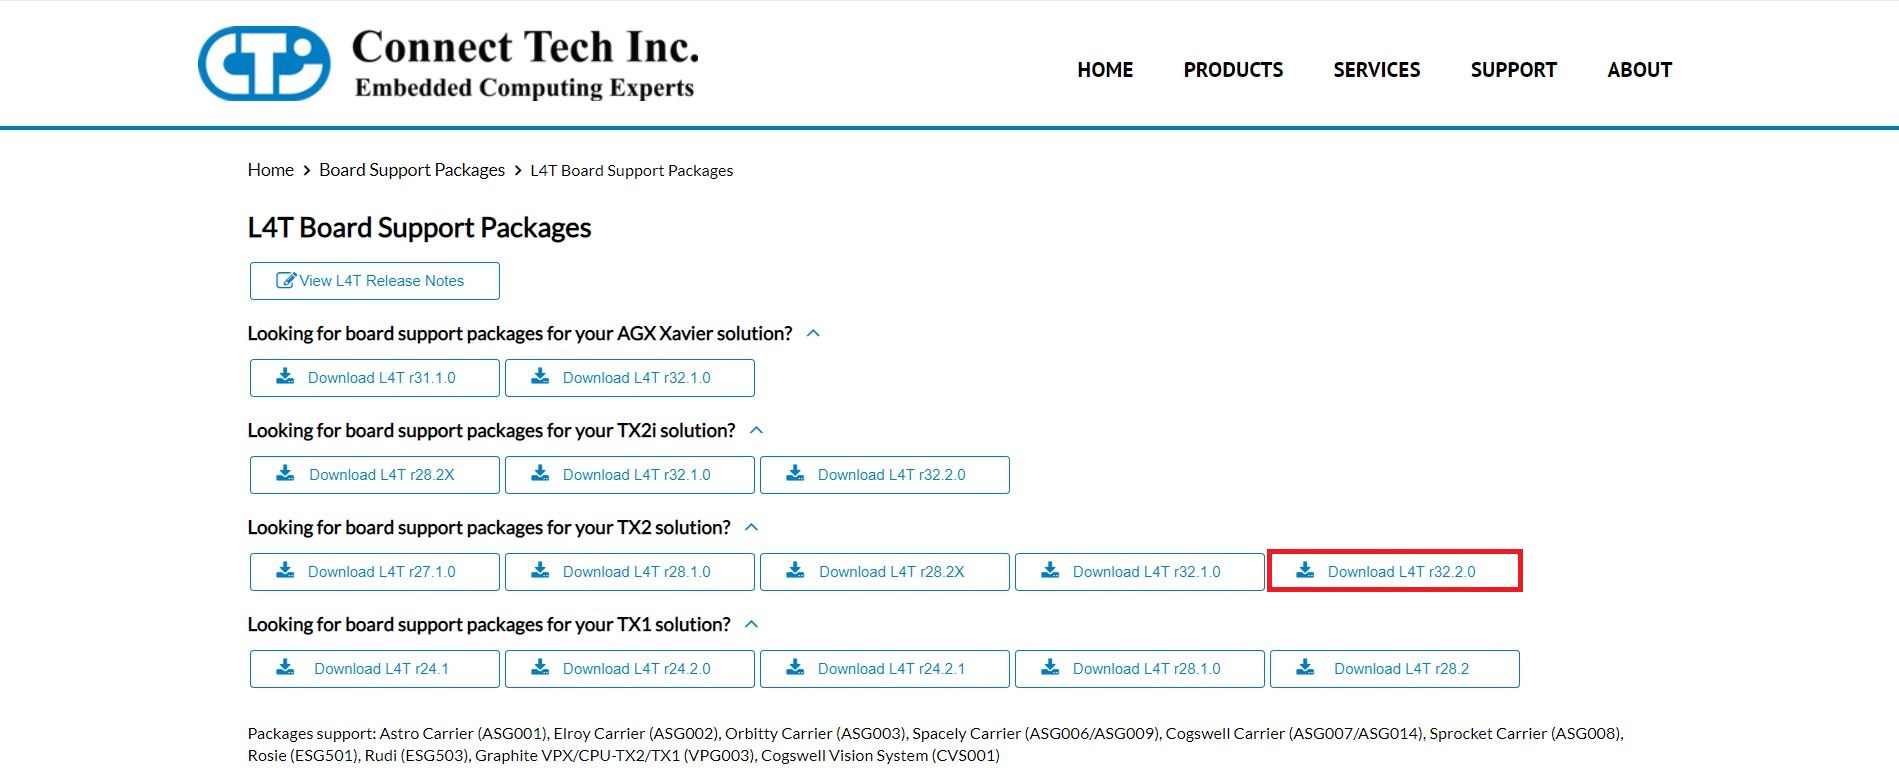 CTi Connect Tech Inc.
Embedded Computing Experts
HOME PRODUCTS SERVICES SUPPORT ABOUT
Home > Board Support Packages > L4T Board Support Packages
L4T Board Support Packages
View L4T Release Notes
Looking for board support packages for your AGX Xavier solution?
Download L4T r31.1.0 Download L4T r32.1.0
Looking for board support packages for your TX2i solution?
Download L4T r28.2X Download L4T r32.1.0 Download L4T r32.2.0
Looking for board support packages for your TX2 solution?
Download L4T r27.1.0 Download L4T r28.1.0 Download L4T r28.2X Download L4T r32.1.0 Download L4T r32.2.0
Looking for board support packages for your TX1 solution?
Download L4T r24.1 Download L4T r24.2.0 Download L4T r24.2.1 Download L4T r28.1.0 Download L4T r28.2
Packages support: Astro Carrier (ASG001), Elroy Carrier (ASG002), Orbitty Carrier (ASG003), Spacely Carrier (ASG006/ASG009), Cogswell Carrier (ASG007/ASG014), Sprocket Carrier (ASG008),
Rosie (ESG501), Rudi (ESG503), Graphite VPX/CPU-TX2/TX1 (VPG003), Cogswell Vision System (CVS001)